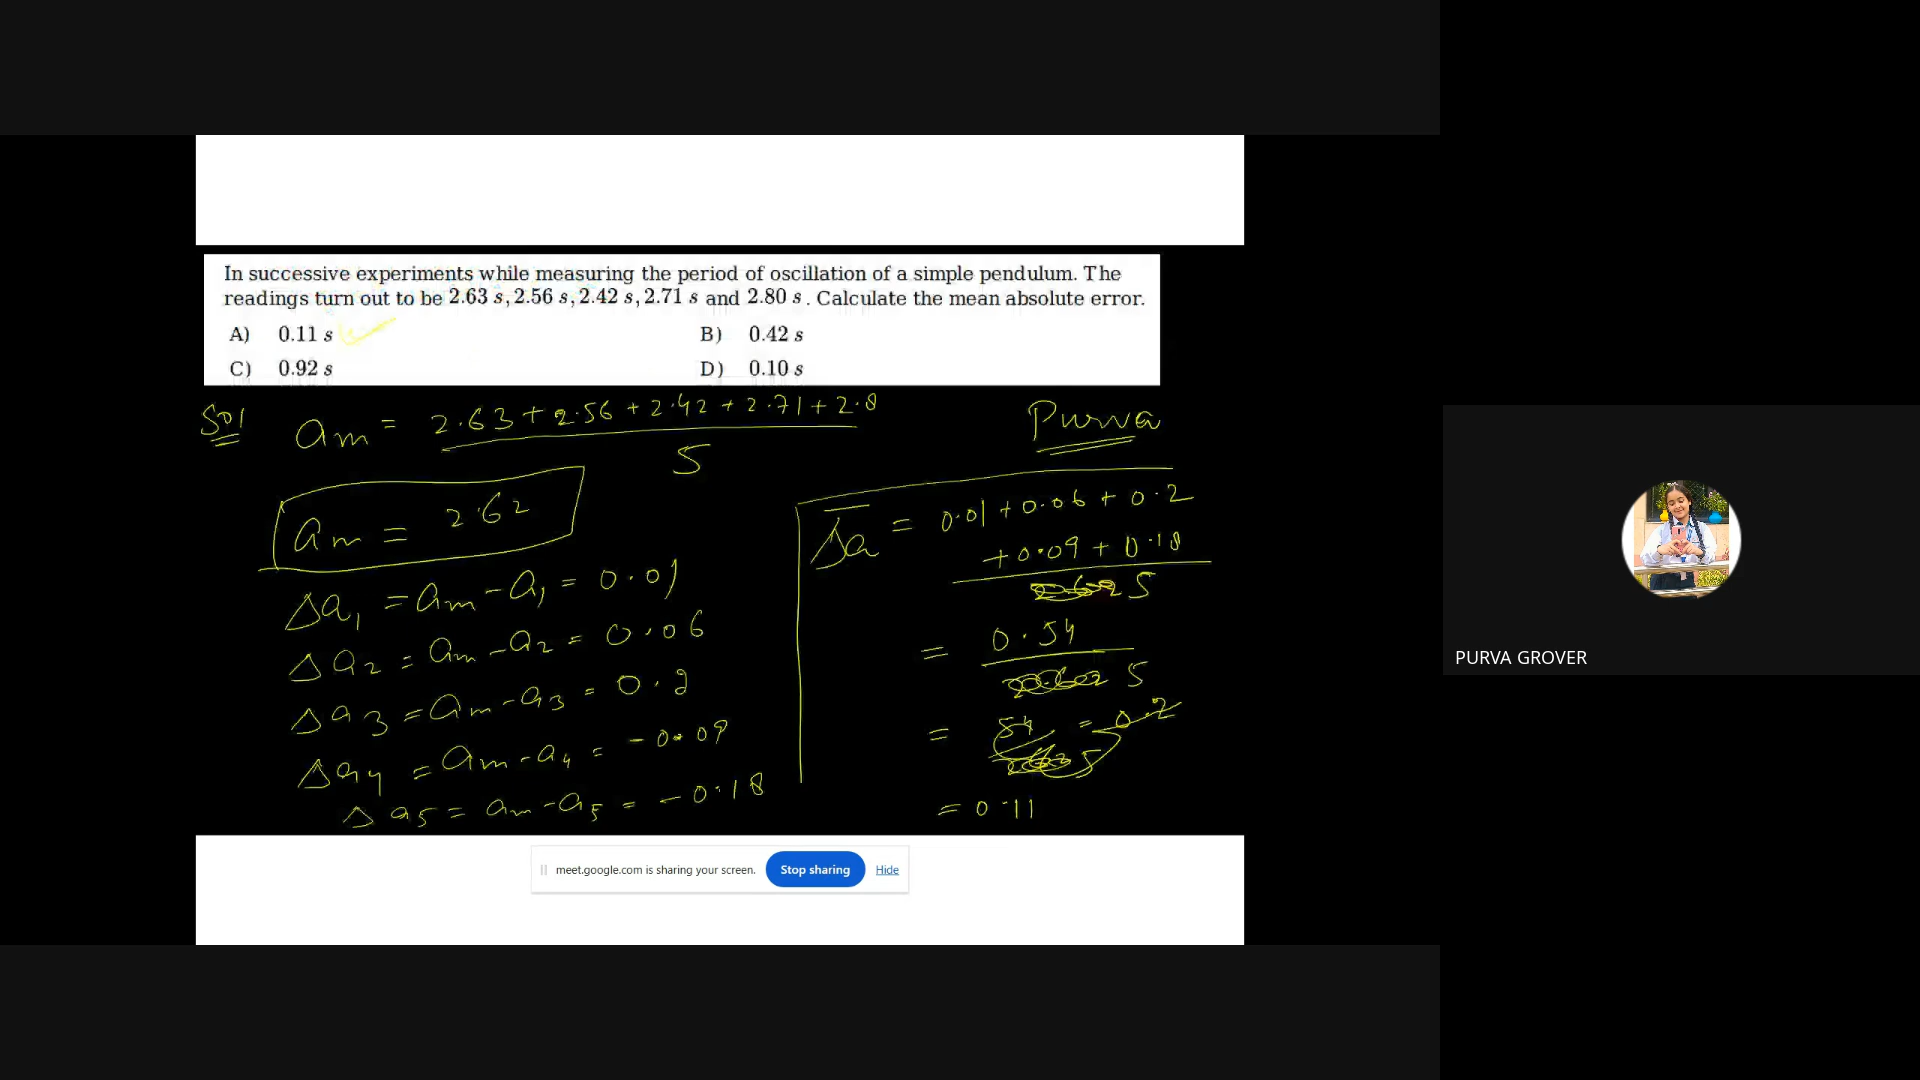 In successive experiments while measuring the period of oscillation of a simple pendulum. The
readings turn out to be 2.63 s, 2.56 s, 2.42 s, 2.71 s and 2.80 s. Calculate the mean absolute error.
A) 0.11 s B) 0.42 s
C) 0.92 s D) 0.10 s
Sol am = 2.63 + 2.56 + 2.42 + 2.71 + 2.8
5
Purva
am = 2.62
Δa1 = am - a1 = 0.01
Δa2 = am - a2 = 0.06
Δa3 = am - a3 = 0.2
Δa4 = am - a4 = -0.09
Δa5 = am - a5 = -0.18
Δa = 0.01 + 0.06 + 0.2
+ 0.09 + 0.18
5
= 0.54
5
= 54 = 0.2
5
= 0.11
PURVA GROVER
meet.google.com is sharing your screen. Stop sharing Hide